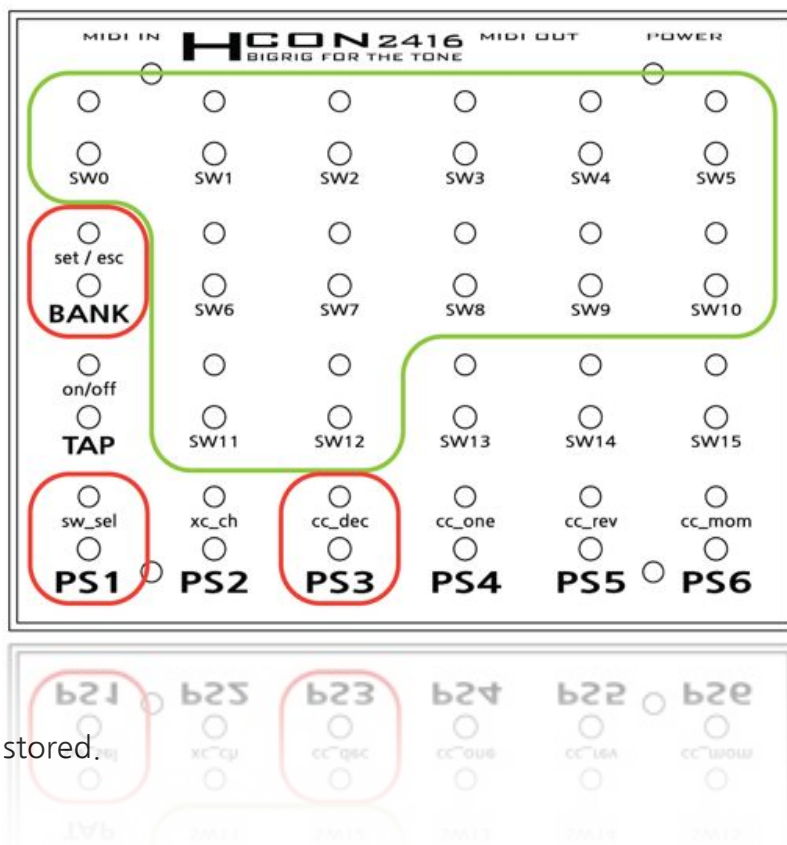 MIDI IN HCON2416 MIDI OUT POWER
BIGRIG FOR THE TONE
SW0 SW1 SW2 SW3 SW4 SW5
set / esc
BANK SW6 SW7 SW8 SW9 SW10
on/off
TAP SW11 SW12 SW13 SW14 SW15
sw_sel xc_ch cc_dec cc_one cc_rev cc_mom
PS1 PS2 PS3 PS4 PS5 PS6
stored.